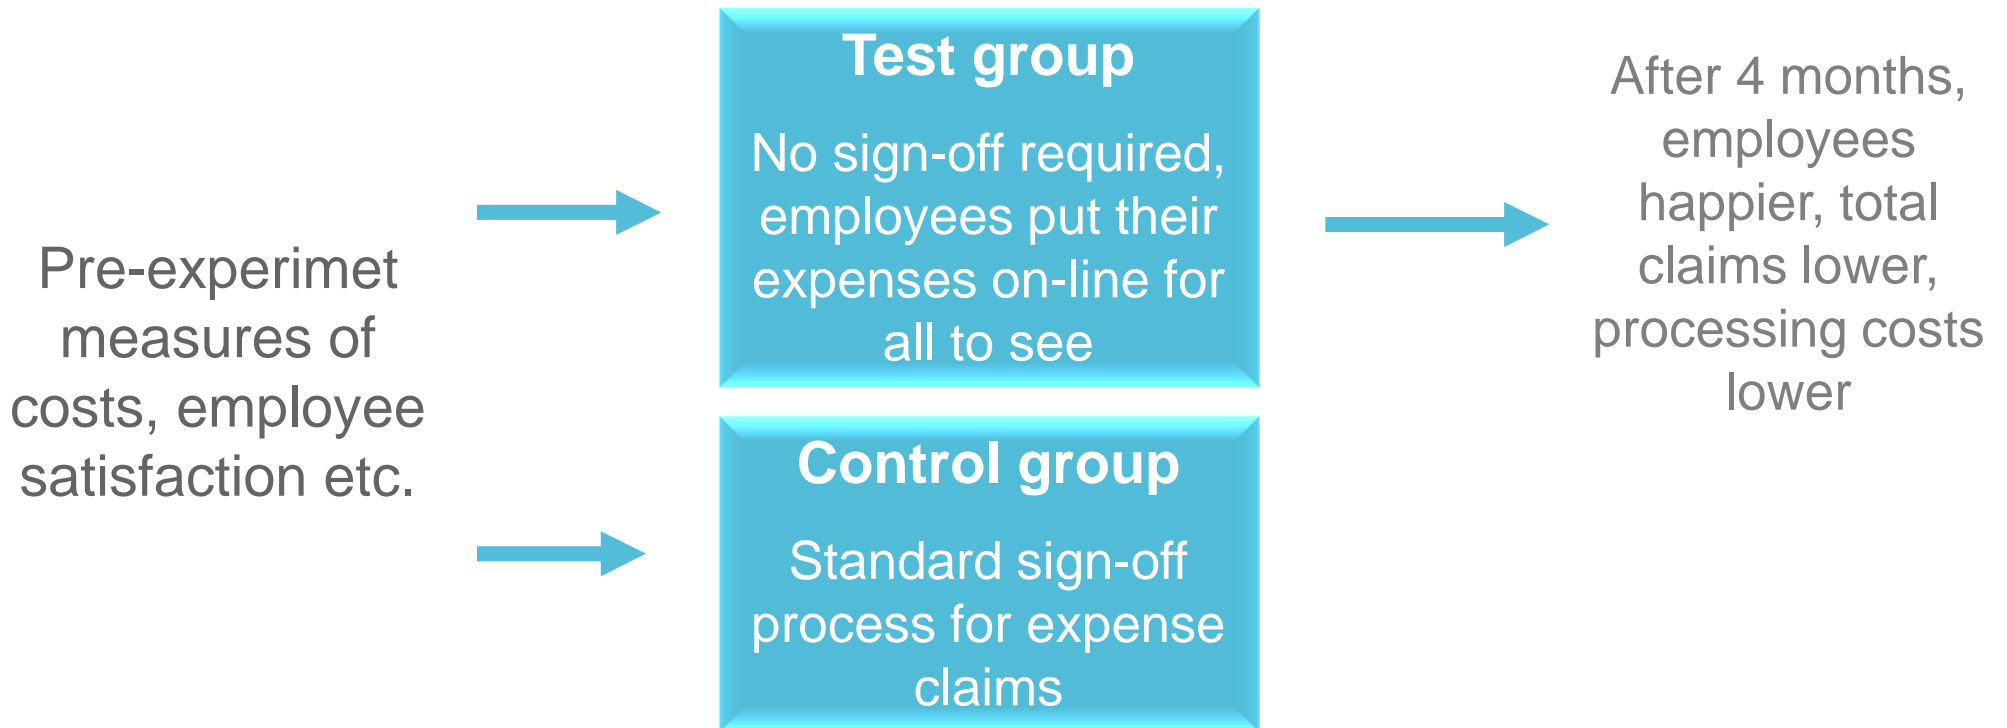 Pre-experimet
measures of
costs, employee
satisfaction etc.
Test group
No sign-off required,
employees put their
expenses on-line for
all to see
Control group
Standard sign-off
process for expense
claims
After 4 months,
employees
happier, total
claims lower,
processing costs
lower